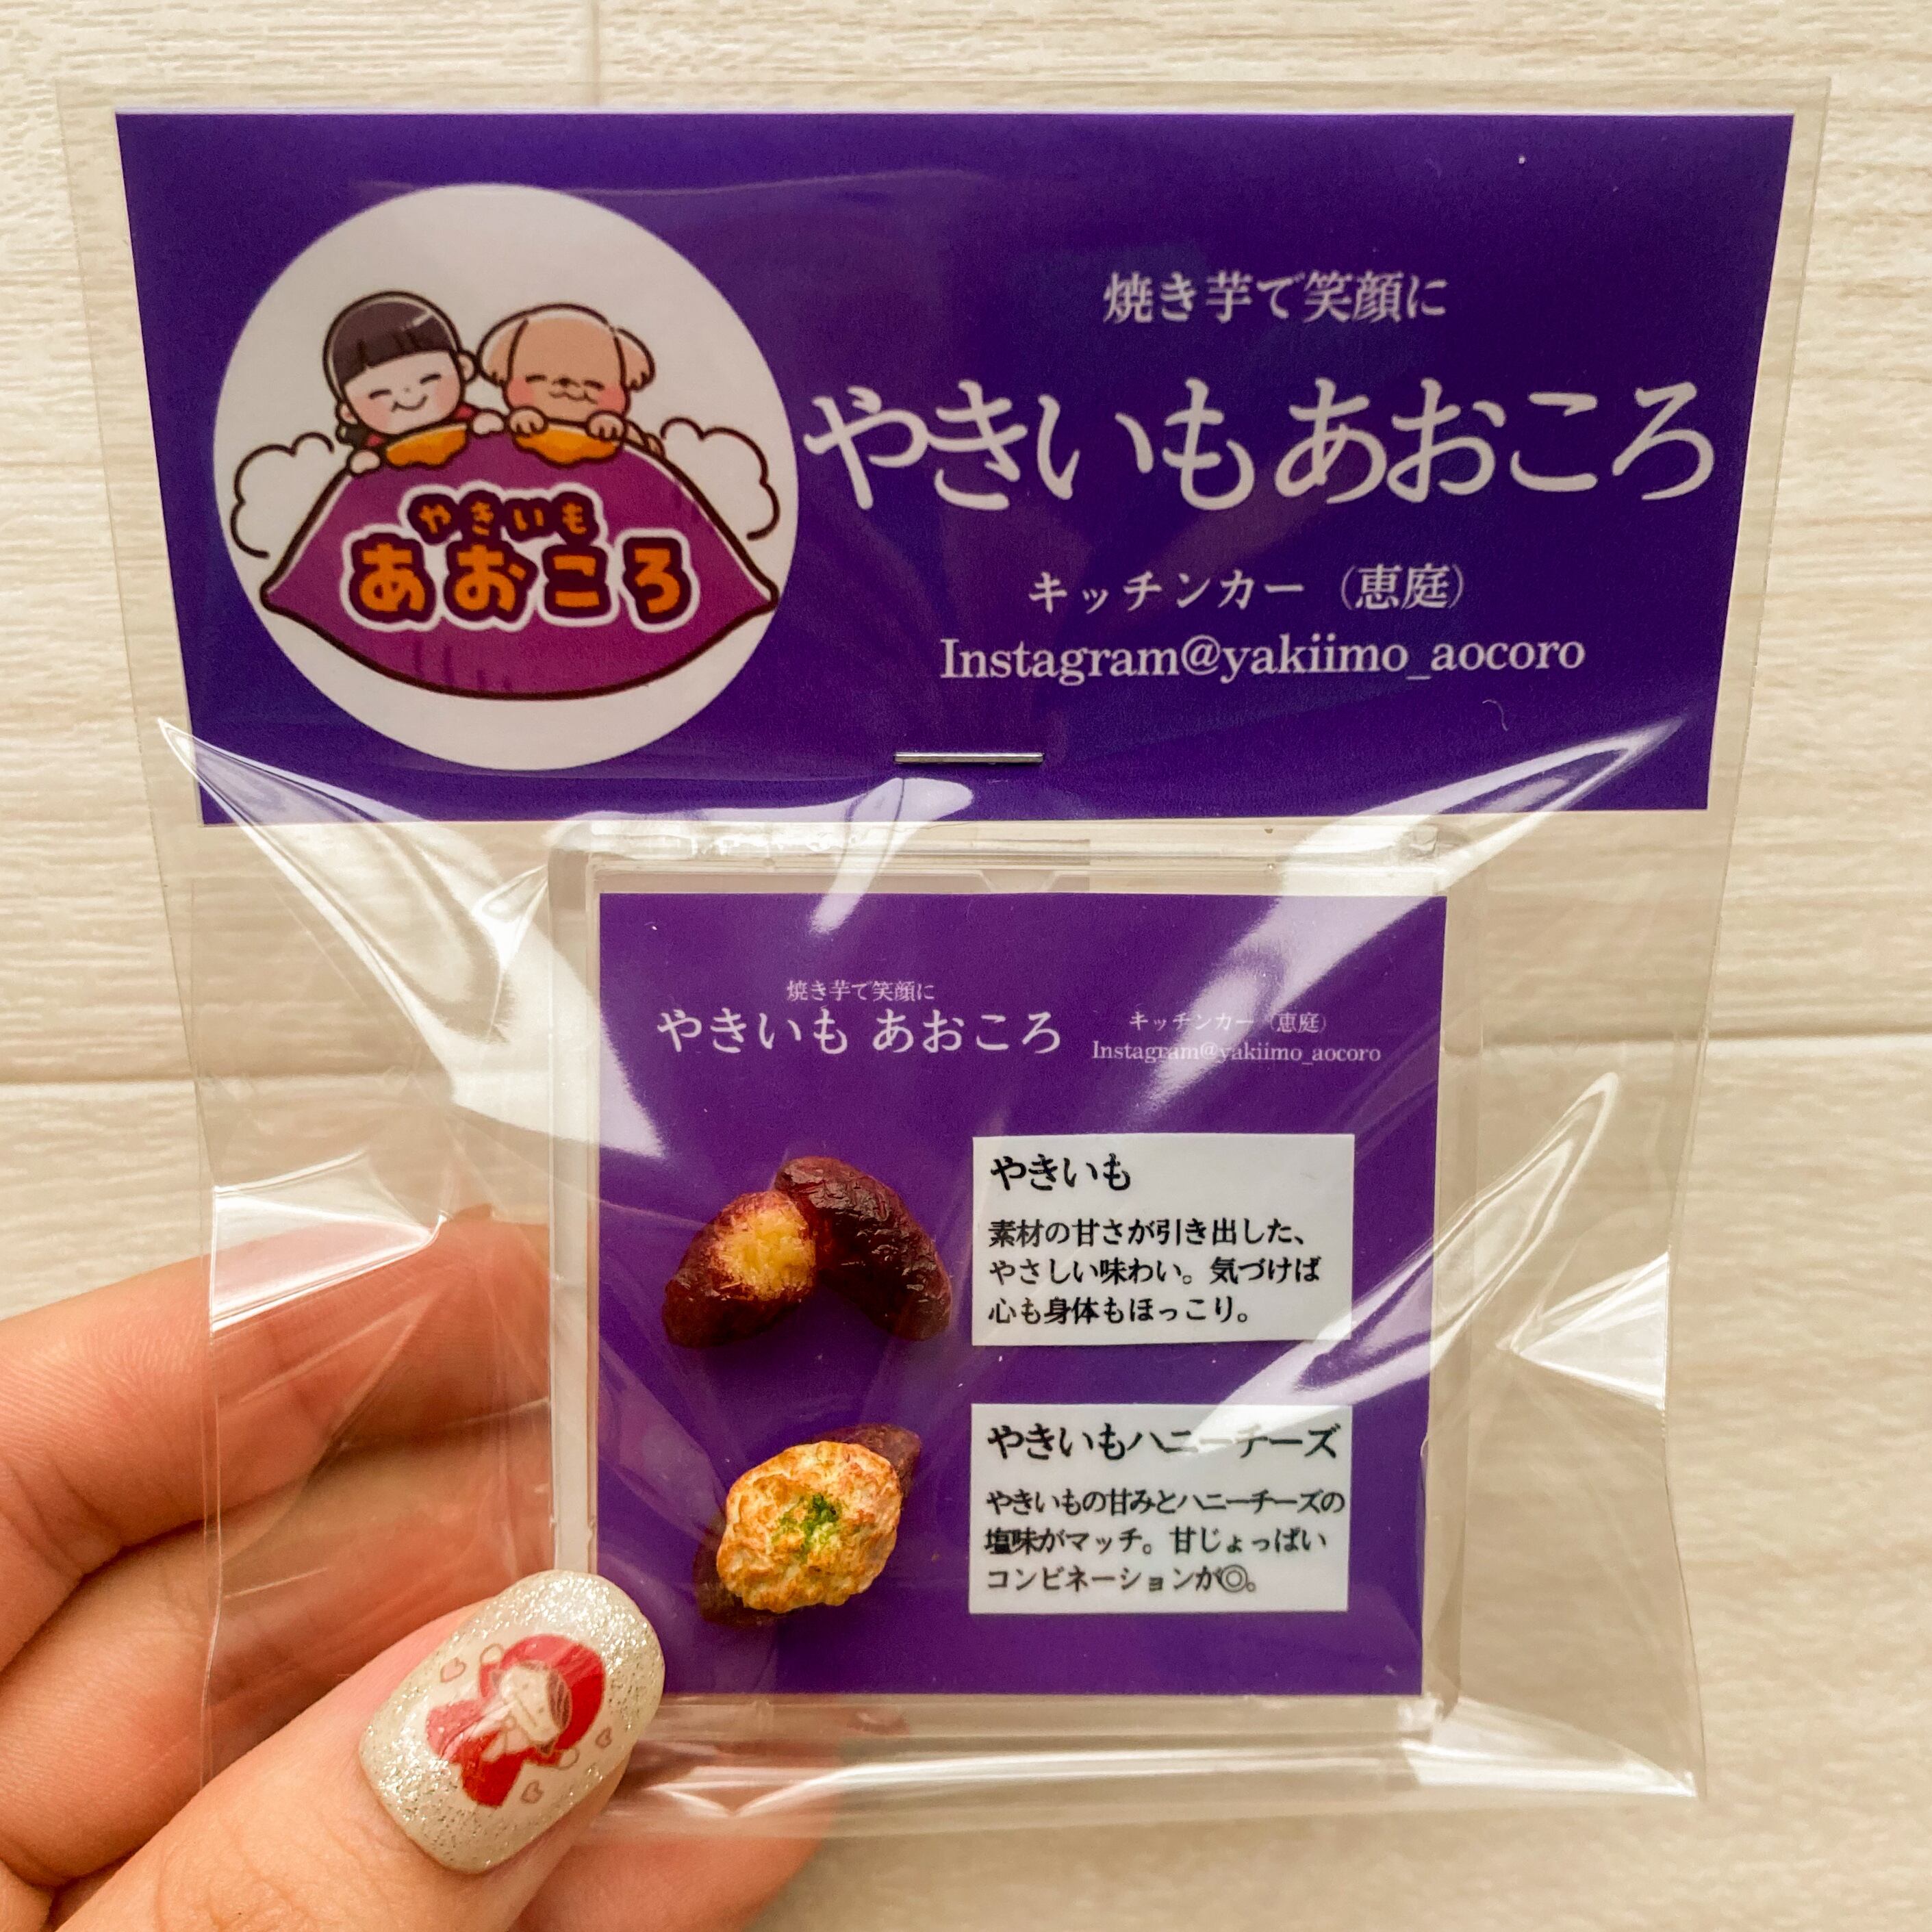 焼き芋で笑顔に
やきいも あおころ
キッチンカー（恵庭）
Instagram@yakiimo_aocoro
やきいも
あおころ
焼き芋で笑顔に
やきいも あおころ
キッチンカー（恵庭）
Instagram@yakiimo_aocoro
やきいも
素材の甘さが引き出した、
やさしい味わい。気づけば
心も身体もほっこり。
やきいもハニーチーズ
やきいもの甘みとハニーチーズの
塩味がマッチ。甘じょっぱい
コンビネーションが◎。